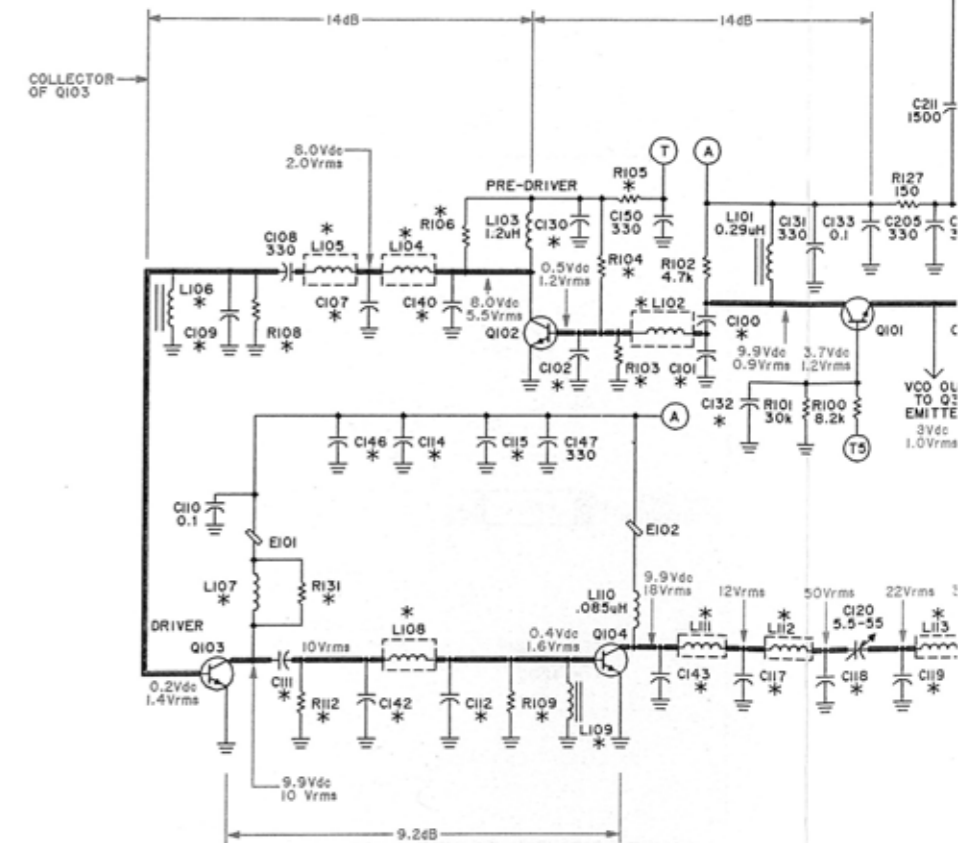 14dB
14dB
COLLECTOR
OF Q103
C211
1500
8.0Vdc
2.0Vrms
T
A
R105
*
PRE-DRIVER
R127
150
*
R106
L103
1.2uH
C130
*
C150
330
L101
0.29uH
C131
330
C133
0.1
C205
330
C108
330
*
L105
*
L104
R104
*
R102
4.7k
0.5Vdc
1.2Vrms
*L102
L106
*
C107
*
C140
*
8.0Vdc
5.5Vrms
C109
*
R108
*
Q102
C100
*
Q101
C102
*
R103
*
C101
*
9.9Vdc
0.9Vrms
3.7Vdc
1.2Vrms
C132
*
R101
30k
R100
8.2k
VCO
TO
3Vdc
1.0Vrms
T5
A
C146
*
C114
*
C115
*
C147
330
C110
0.1
E101
E102
L107
*
R131
*
L110
.085uH
9.9Vdc
18Vrms
12Vrms
50Vrms
C120
5.5-55
22Vrms
DRIVER
Q103
10Vrms
*
L108
0.4Vdc
1.6Vrms
Q104
*
L111
*
L112
*
L113
0.2Vdc
1.4Vrms
C111
*
R112
*
C142
*
C112
*
R109
*
L109
*
C143
*
C117
*
C118
*
C119
*
9.9Vdc
10 Vrms
9.2dB